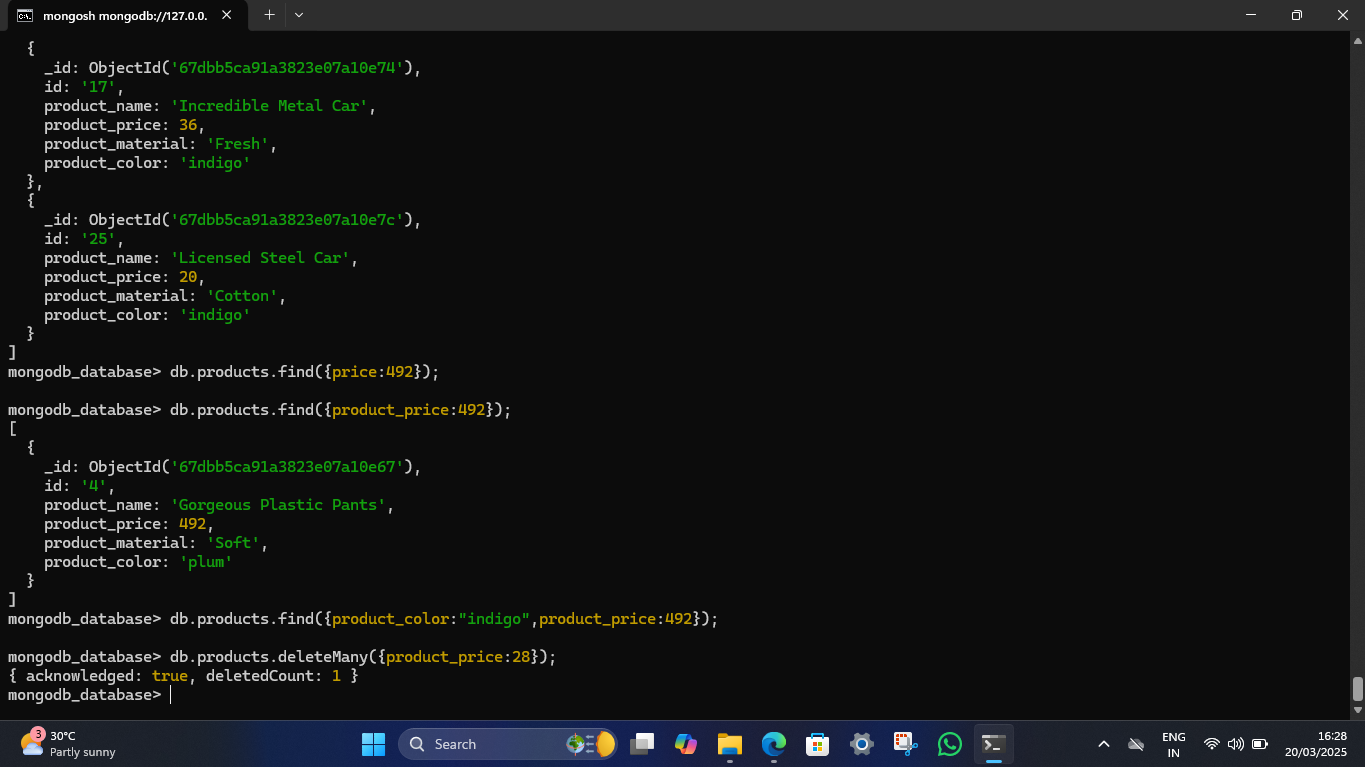 mongosh mongodb://127.0.0.
{
_id: ObjectId('67dbb5ca91a3823e07a10e74'),
id: '17',
product_name: 'Incredible Metal Car',
product_price: 36,
product_material: 'Fresh',
product_color: 'indigo'
},
{
_id: ObjectId('67dbb5ca91a3823e07a10e7c'),
id: '25',
product_name: 'Licensed Steel Car',
product_price: 20,
product_material: 'Cotton',
product_color: 'indigo'
}
]
mongodb_database> db.products.find({price:492});
mongodb_database> db.products.find({product_price:492});
[
{
_id: ObjectId('67dbb5ca91a3823e07a10e67'),
id: '4',
product_name: 'Gorgeous Plastic Pants',
product_price: 492,
product_material: 'Soft',
product_color: 'plum'
}
]
mongodb_database> db.products.find({product_color:"indigo",product_price:492});
mongodb_database> db.products.deleteMany({product_price:28});
{ acknowledged: true, deletedCount: 1 }
mongodb_database>
3
30°C
Partly sunny
Search
ENG
IN
16:28
20/03/2025